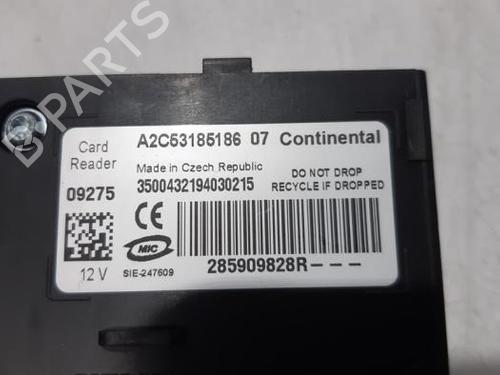 B-PARTS
Card Reader
A2C53185186 07 Continental
Made in Czech Republic
09275
3500432194030215
DO NOT DROP
RECYCLE IF DROPPED
CE
MIC
12 V
SIE-247609
285909828R---